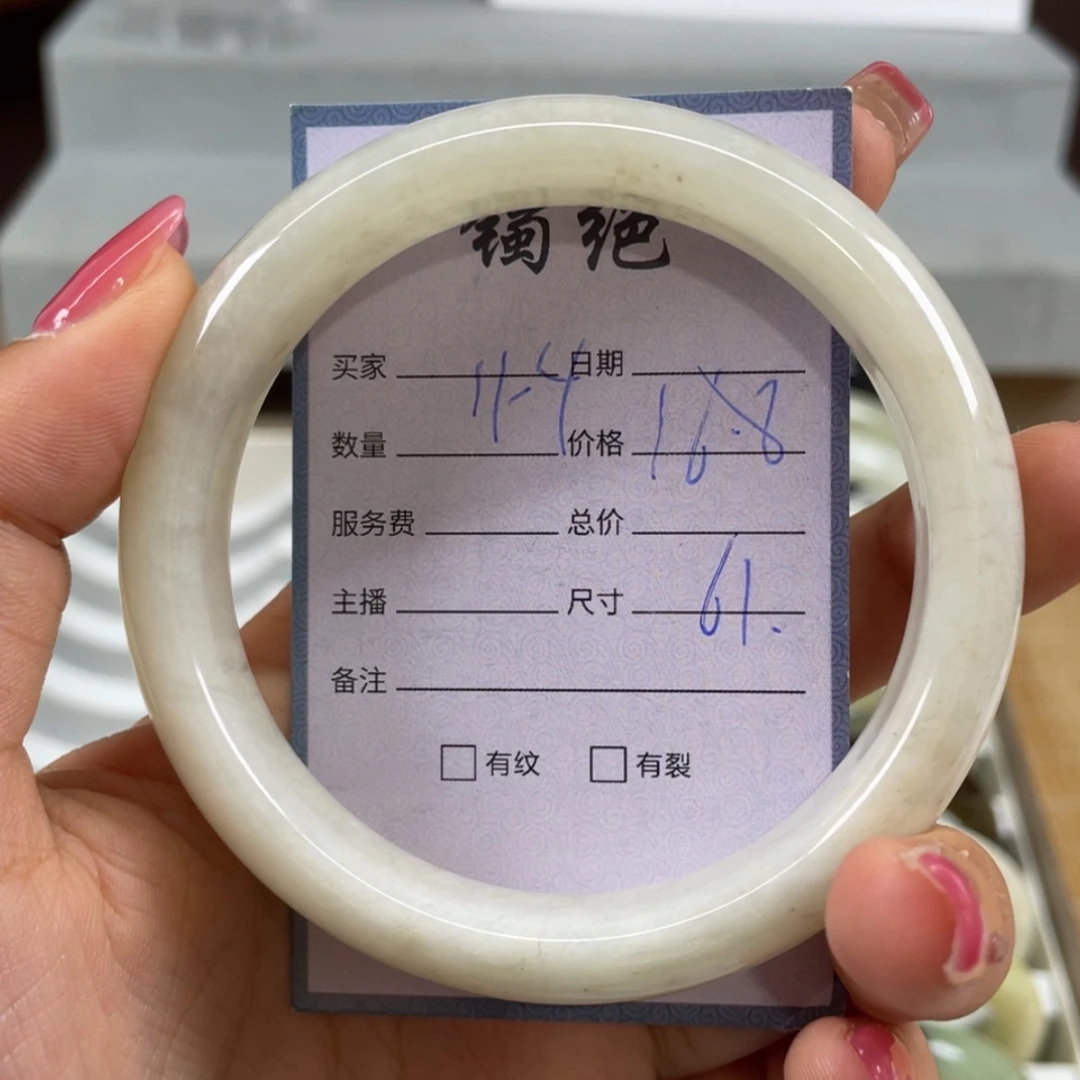 镯绝
买家 日期
11-4 16.8
数量 价格
服务费 总价
主播 尺寸 61.
备注
有纹 有裂